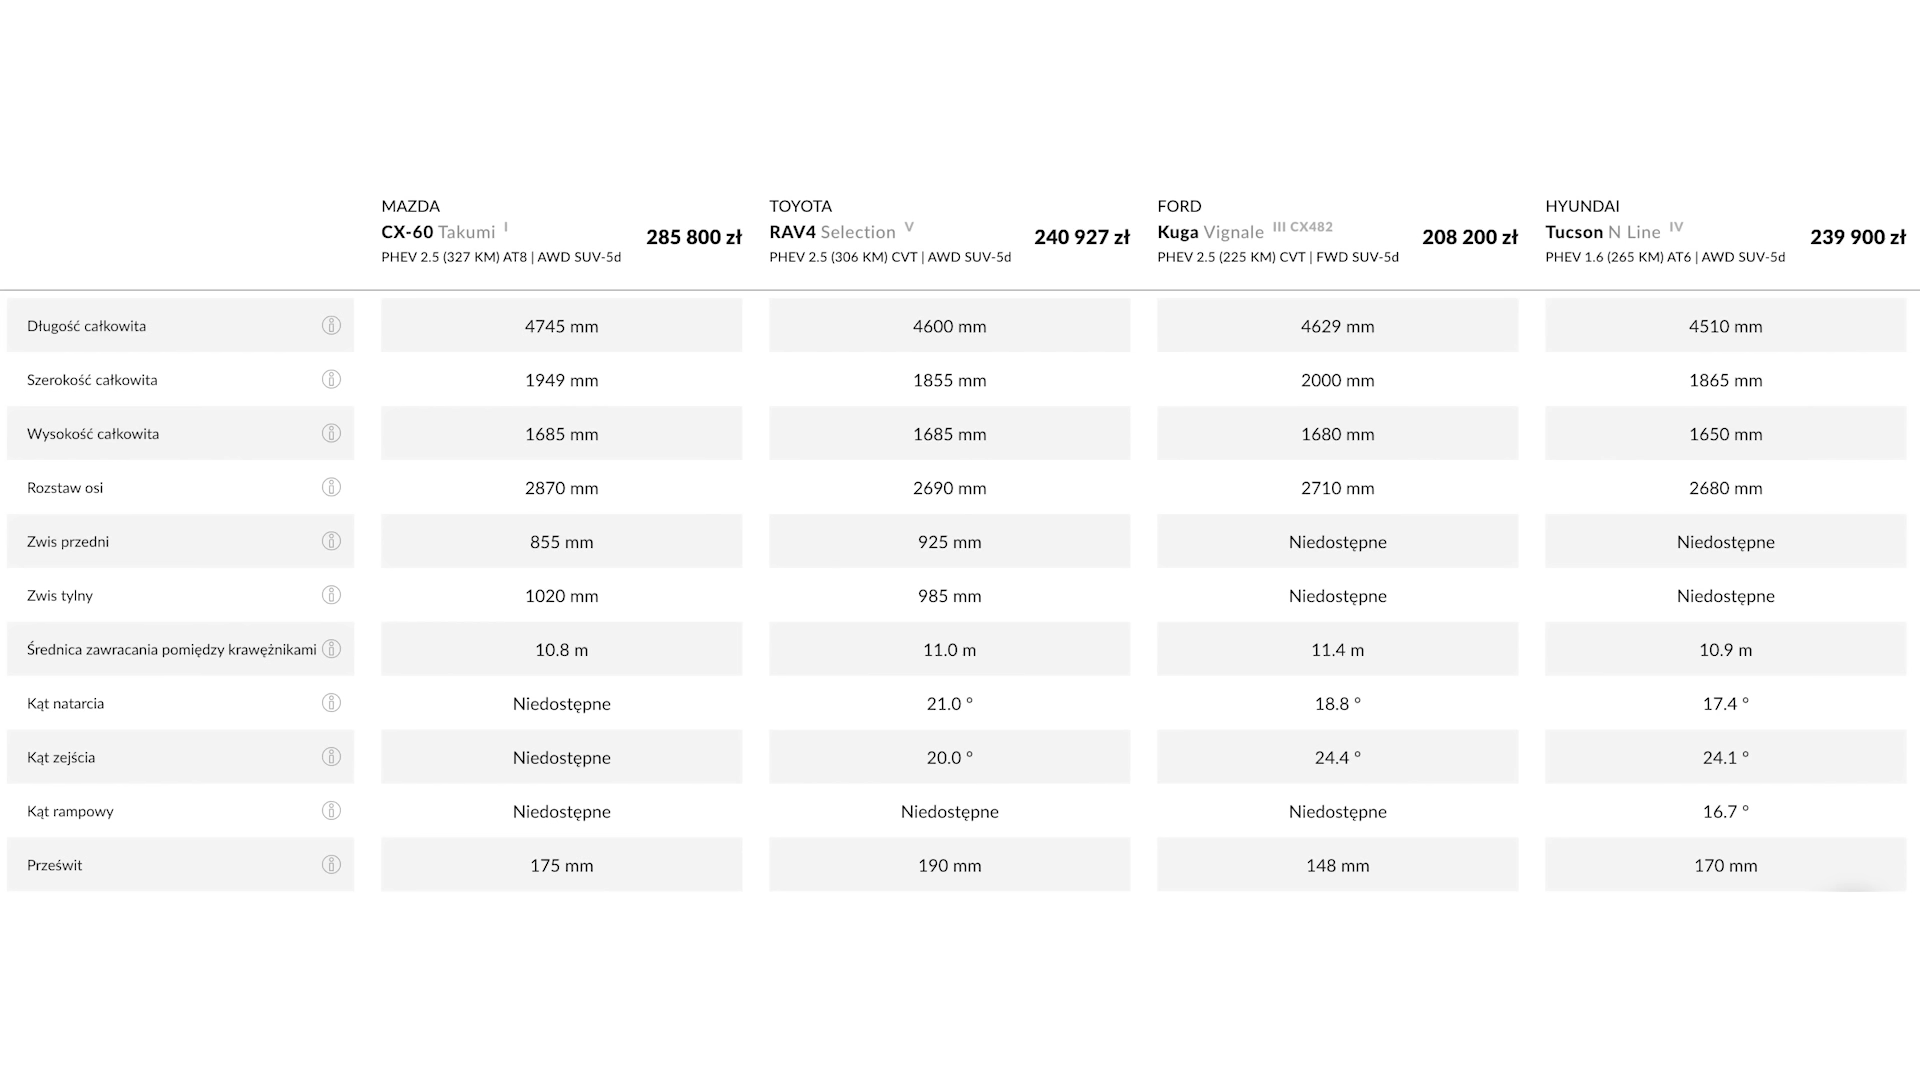 MAZDA
CX-60 Takumi I
285 800 zł
PHEV 2.5 (327 KM) AT8 | AWD SUV-5d
TOYOTA
RAV4 Selection V
240 927 zł
PHEV 2.5 (306 KM) CVT | AWD SUV-5d
FORD
Kuga Vignale III CX482
208 200 zł
PHEV 2.5 (225 KM) CVT | FWD SUV-5d
HYUNDAI
Tucson N Line IV
239 900 zł
PHEV 1.6 (265 KM) AT6 | AWD SUV-5d
Długość całkowita 4745 mm 4600 mm 4629 mm 4510 mm
Szerokość całkowita 1949 mm 1855 mm 2000 mm 1865 mm
Wysokość całkowita 1685 mm 1685 mm 1680 mm 1650 mm
Rozstaw osi 2870 mm 2690 mm 2710 mm 2680 mm
Zwis przedni 855 mm 925 mm Niedostępne Niedostępne
Zwis tylny 1020 mm 985 mm Niedostępne Niedostępne
Średnica zawracania pomiędzy krawężnikami 10.8 m 11.0 m 11.4 m 10.9 m
Kąt natarcia Niedostępne 21.0 º 18.8 º 17.4 º
Kąt zejścia Niedostępne 20.0 º 24.4 º 24.1 º
Kąt rampowy Niedostępne Niedostępne Niedostępne 16.7 º
Prześwit 175 mm 190 mm 148 mm 170 mm